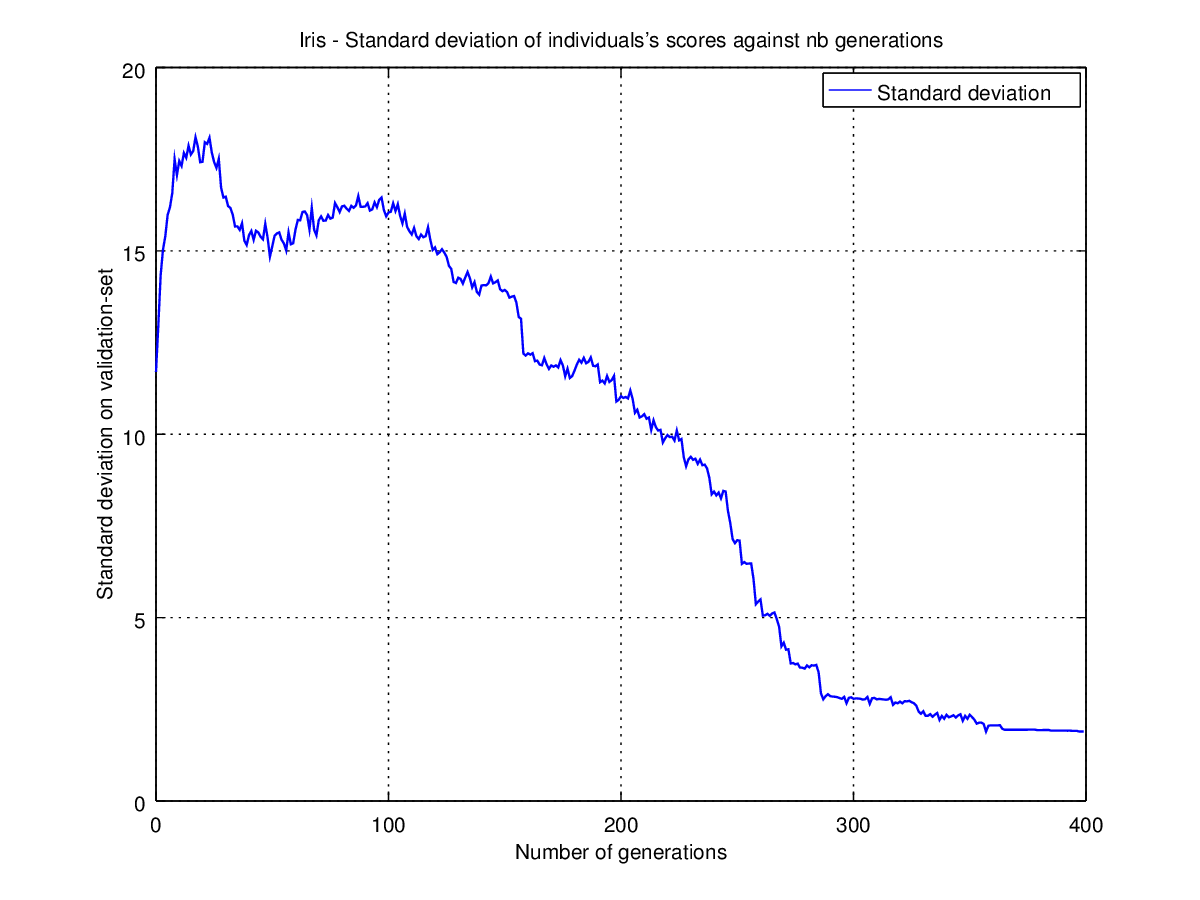 Iris - Standard deviation of individuals's scores against nb generations
Standard deviation
20
15
10
5
0
0 100 200 300 400
Standard deviation on validation-set
Number of generations